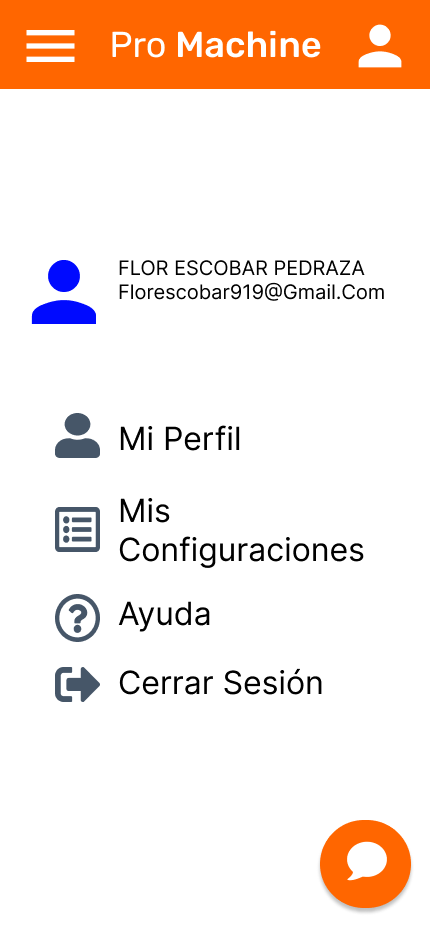 Pro Machine
FLOR ESCOBAR PEDRAZA
Florescobar919@Gmail.Com
Mi Perfil
Mis
Configuraciones
Ayuda
Cerrar Sesión